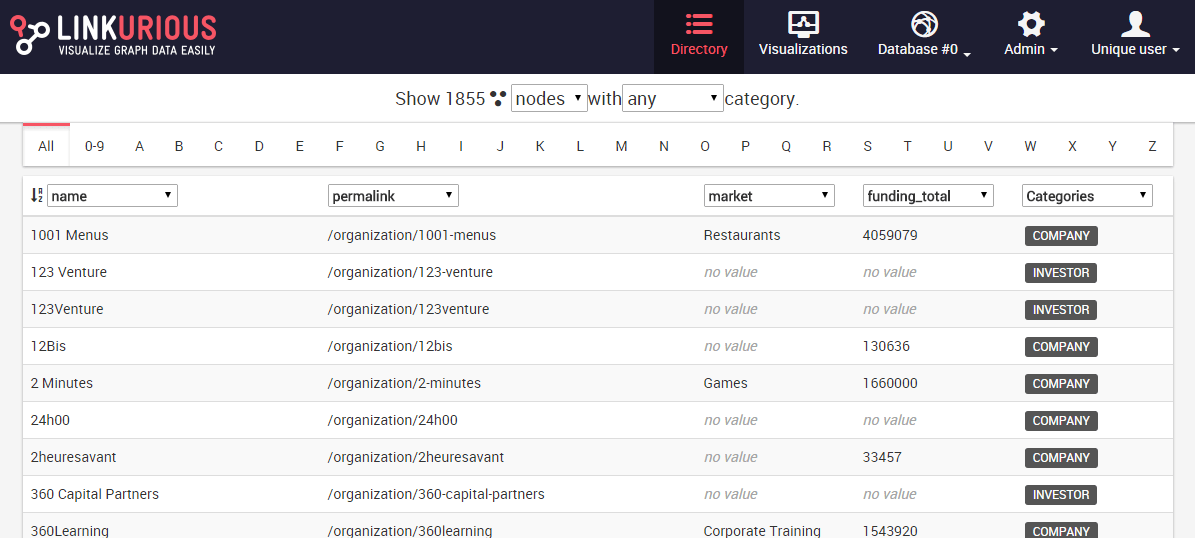 LINKURIOUS
VISUALIZE GRAPH DATA EASILY
Directory Visualizations Database #0 Admin Unique user
Show 1855 nodes with any category.
All 0-9 A B C D E F G H I J K L M N O P Q R S T U V W X Y Z
name permalink market funding_total Categories
1001 Menus /organization/1001-menus Restaurants 4059079 COMPANY
123 Venture /organization/123-venture no value no value INVESTOR
123Venture /organization/123venture no value no value INVESTOR
12Bis /organization/12bis no value 130636 COMPANY
2 Minutes /organization/2-minutes Games 1660000 COMPANY
24h00 /organization/24h00 no value no value COMPANY
2heuresavant /organization/2heuresavant no value 33457 COMPANY
360 Capital Partners /organization/360-capital-partners no value no value INVESTOR
360Learning /organization/360learning Corporate Training 1543920 COMPANY